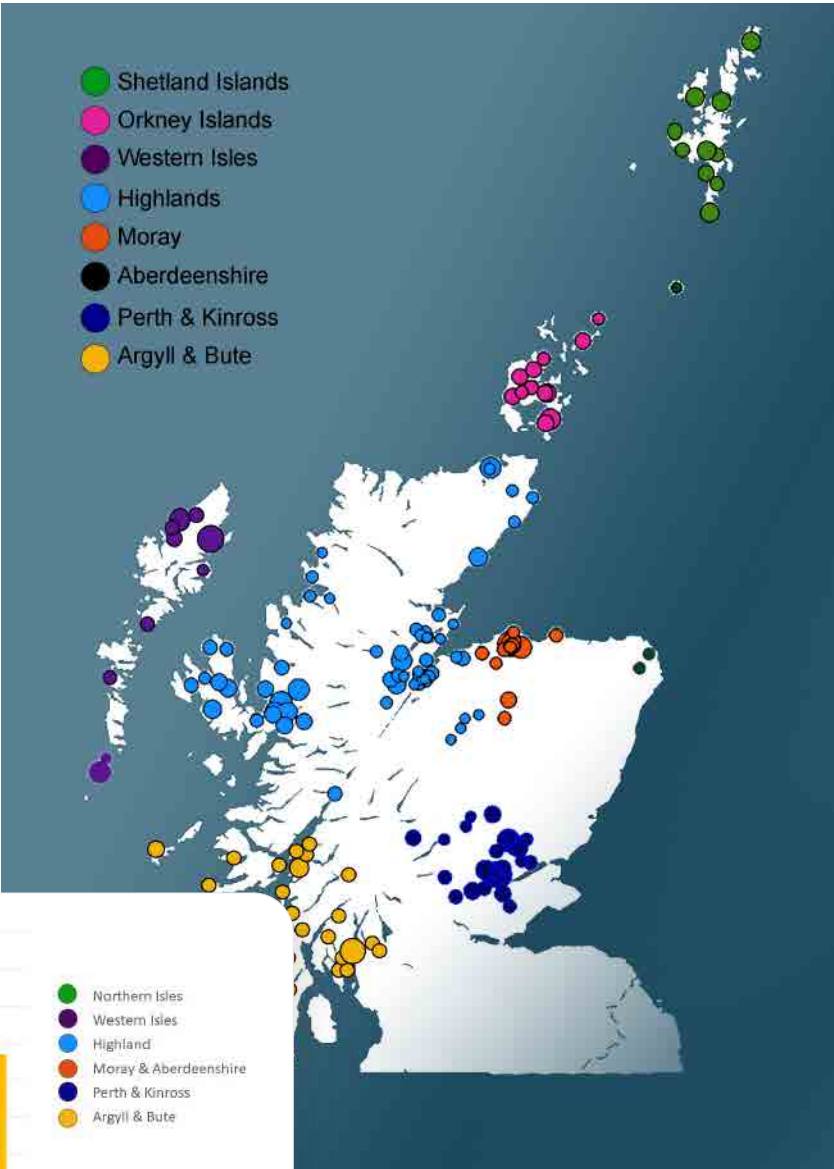 Shetland Islands
Orkney Islands
Western Isles
Highlands
Moray
Aberdeenshire
Perth & Kinross
Argyll & Bute
Northern Isles
Western Isles
Highland
Moray & Aberdeenshire
Perth & Kinross
Argyll & Bute